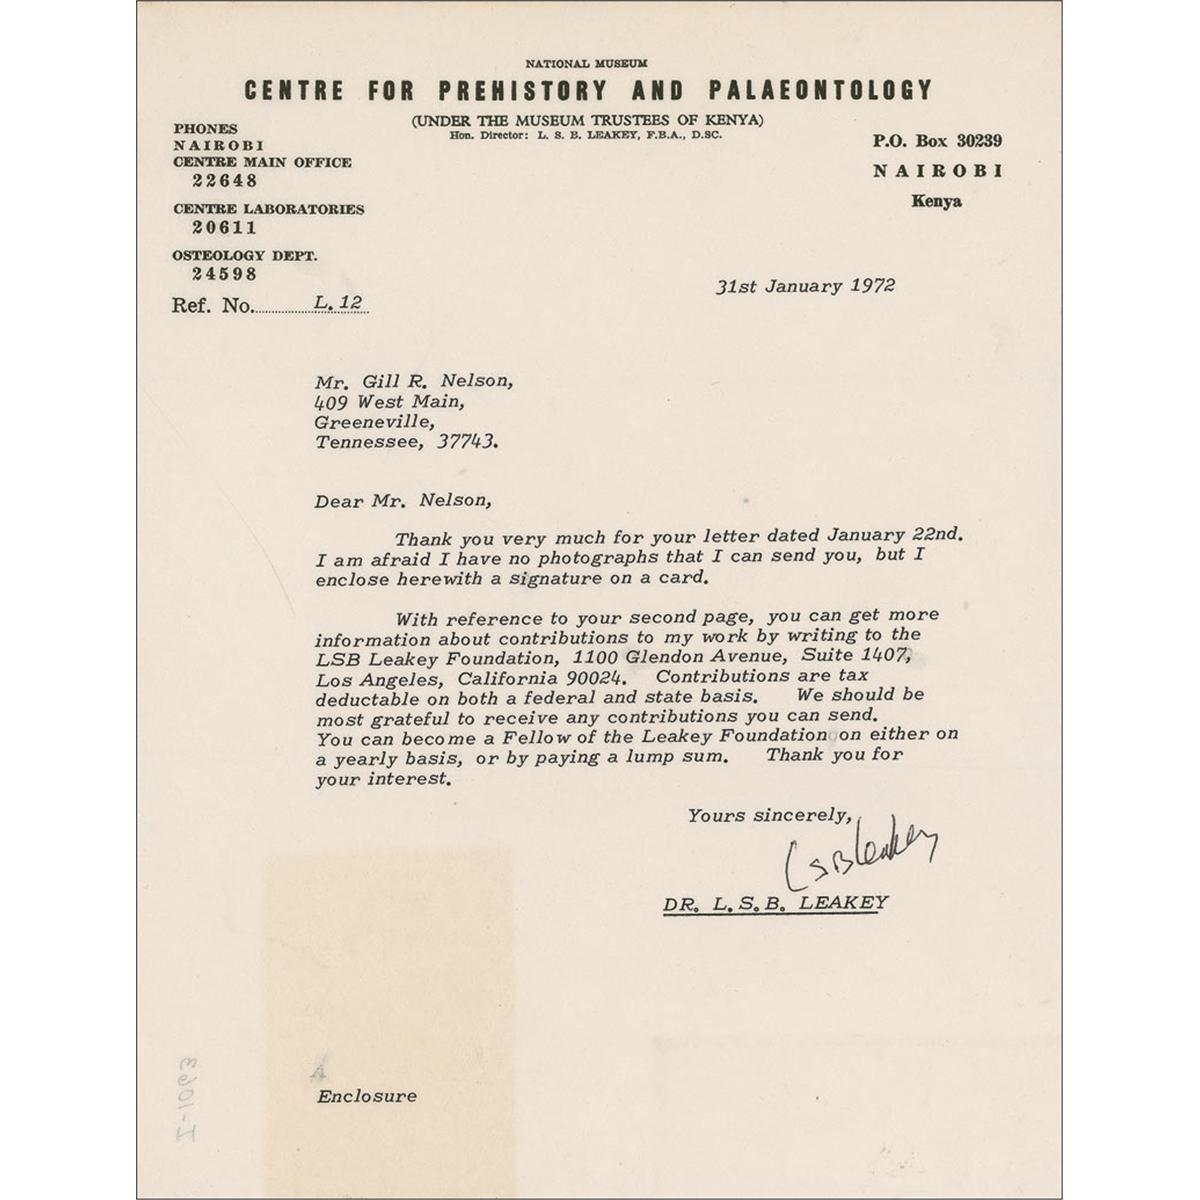 NATIONAL MUSEUM
CENTRE FOR PREHISTORY AND PALAEONTOLOGY
(UNDER THE MUSEUM TRUSTEES OF KENYA)
Hon. Director: L. S. B. LEAKEY, F.B.A., D.SC.
PHONES
NAIROBI
CENTRE MAIN OFFICE
22648
CENTRE LABORATORIES
20611
OSTEOLOGY DEPT.
24598
Ref. No. L. 12
P.O. Box 30239
NAIROBI
Kenya
31st January 1972
Mr. Gill R. Nelson,
409 West Main,
Greeneville,
Tennessee, 37743.
Dear Mr. Nelson,
Thank you very much for your letter dated January 22nd.
I am afraid I have no photographs that I can send you, but I
enclose herewith a signature on a card.
With reference to your second page, you can get more
information about contributions to my work by writing to the
LSB Leakey Foundation, 1100 Glendon Avenue, Suite 1407,
Los Angeles, California 90024. Contributions are tax
deductable on both a federal and state basis. We should be
most grateful to receive any contributions you can send.
You can become a Fellow of the Leakey Foundation on either on
a yearly basis, or by paying a lump sum. Thank you for
your interest.
Yours sincerely,
LSB Leakey
DR. L. S. B. LEAKEY
Enclosure
I-1063